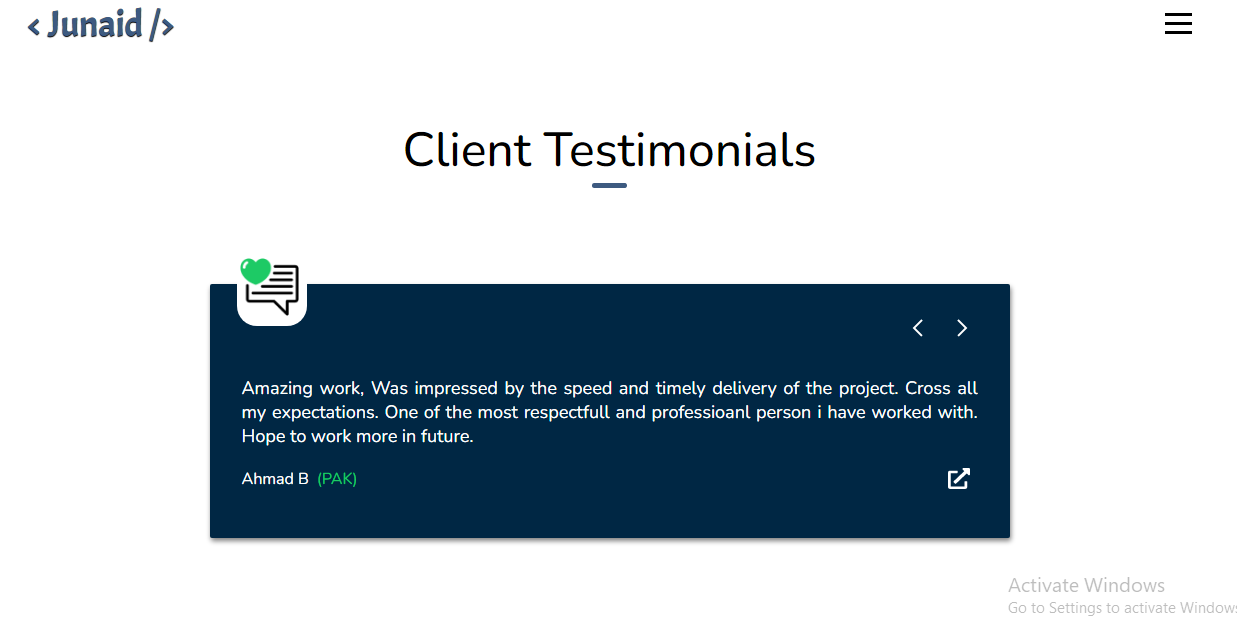 < Junaid />
Client Testimonials
Amazing work, Was impressed by the speed and timely delivery of the project. Cross all
my expectations. One of the most respectfull and professioanl person i have worked with.
Hope to work more in future.
Ahmad B (PAK)
Activate Windows
Go to Settings to activate Windows